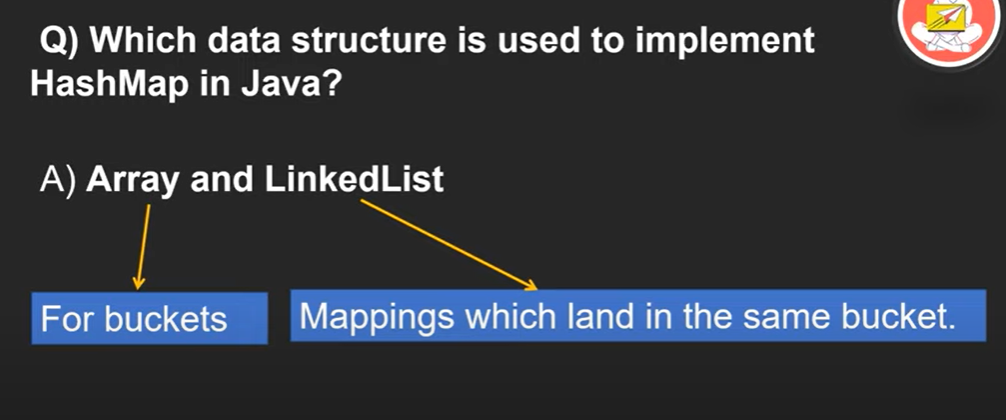 Q) Which data structure is used to implement
HashMap in Java?
A) Array and LinkedList
For buckets
Mappings which land in the same bucket.